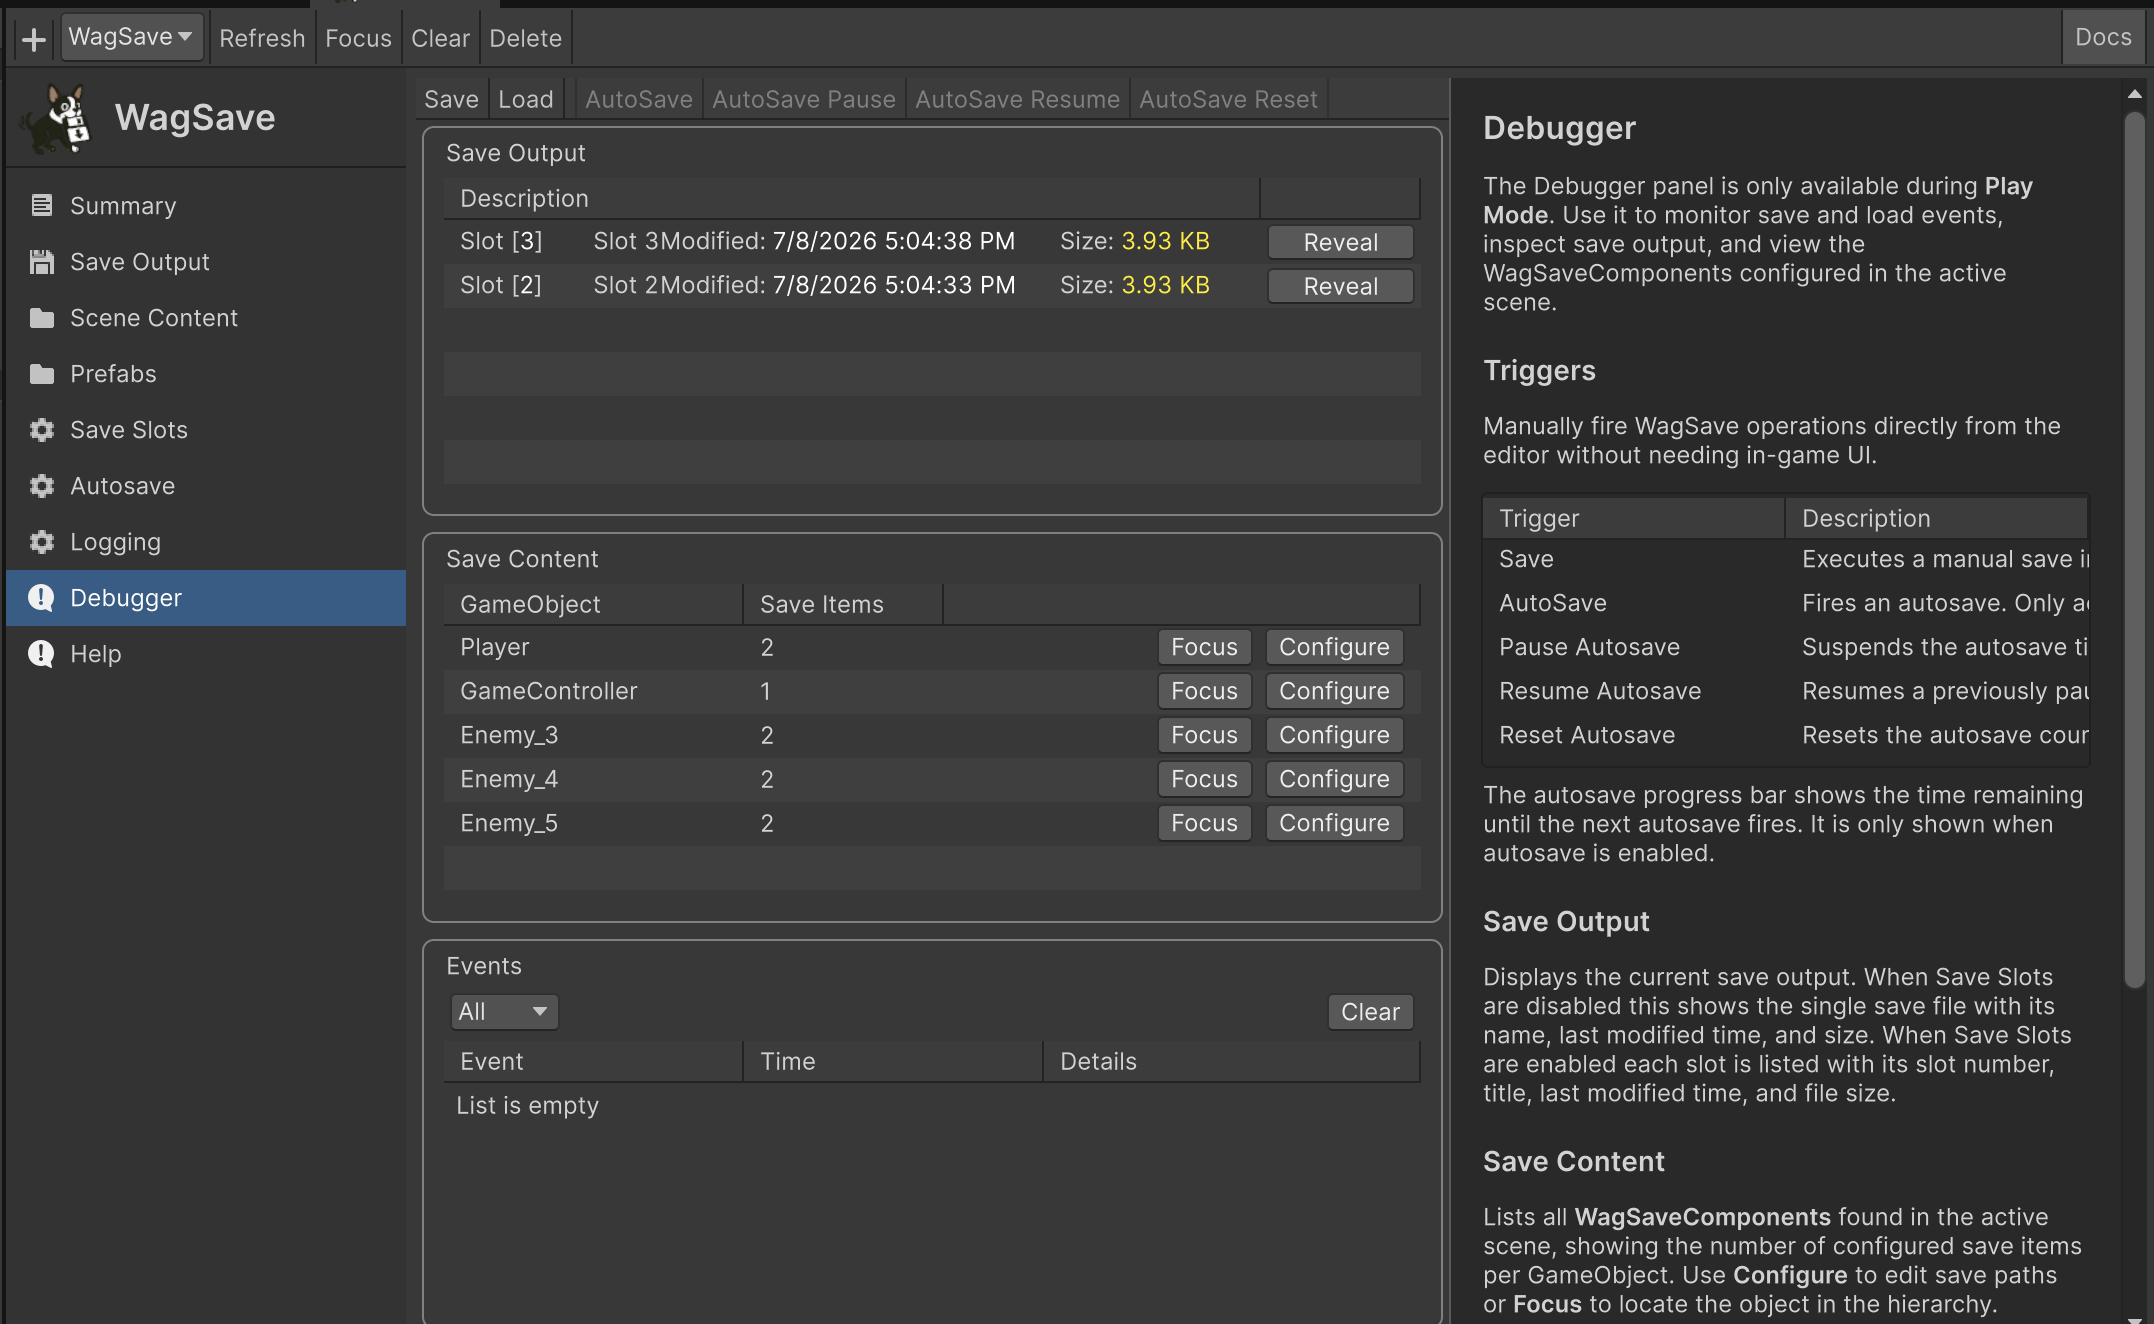 WagSave
Refresh
Focus
Clear
Delete
Docs
WagSave
Summary
Save Output
Scene Content
Prefabs
Save Slots
Autosave
Logging
Debugger
Help
Save
Load
AutoSave
AutoSave Pause
AutoSave Resume
AutoSave Reset
Save Output
Description
Slot [3] Slot 3Modified: 7/8/2026 5:04:38 PM Size: 3.93 KB Reveal
Slot [2] Slot 2Modified: 7/8/2026 5:04:33 PM Size: 3.93 KB Reveal
Save Content
GameObject Save Items
Player 2 Focus Configure
GameController 1 Focus Configure
Enemy_3 2 Focus Configure
Enemy_4 2 Focus Configure
Enemy_5 2 Focus Configure
Events
All Clear
Event Time Details
List is empty
Debugger
The Debugger panel is only available during Play
Mode. Use it to monitor save and load events,
inspect save output, and view the
WagSaveComponents configured in the active
scene.
Triggers
Manually fire WagSave operations directly from the
editor without needing in-game UI.
Trigger Description
Save Executes a manual save
AutoSave Fires an autosave. Only
Pause Autosave Suspends the autosave
Resume Autosave Resumes a previously
Reset Autosave Resets the autosave
The autosave progress bar shows the time remaining
until the next autosave fires. It is only shown when
autosave is enabled.
Save Output
Displays the current save output. When Save Slots
are disabled this shows the single save file with its
name, last modified time, and size. When Save Slots
are enabled each slot is listed with its slot number,
title, last modified time, and file size.
Save Content
Lists all WagSaveComponents found in the active
scene, showing the number of configured save items
per GameObject. Use Configure to edit save paths
or Focus to locate the object in the hierarchy.